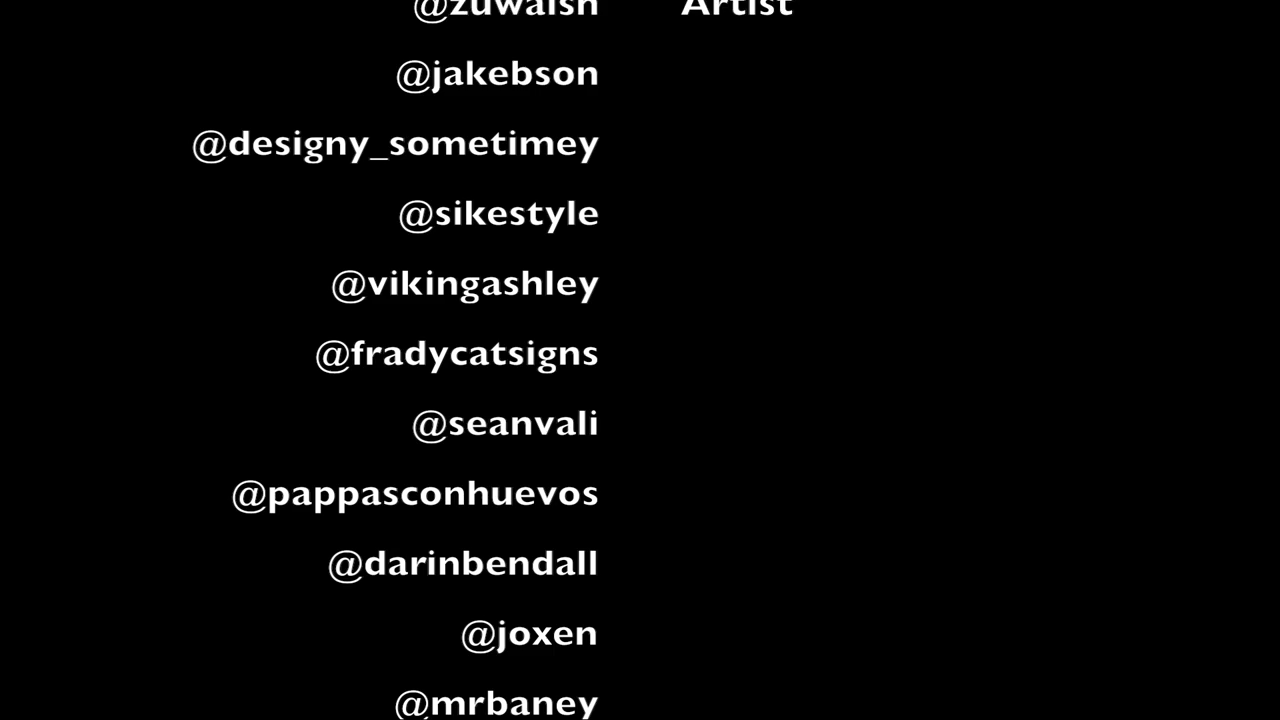 @zuwalsh Artist
@jakebson
@designy_sometimey
@sikestyle
@vikingashley
@fradycatsigns
@seanvali
@pappasconhuevos
@darinbendall
@joxen
@mrbaney